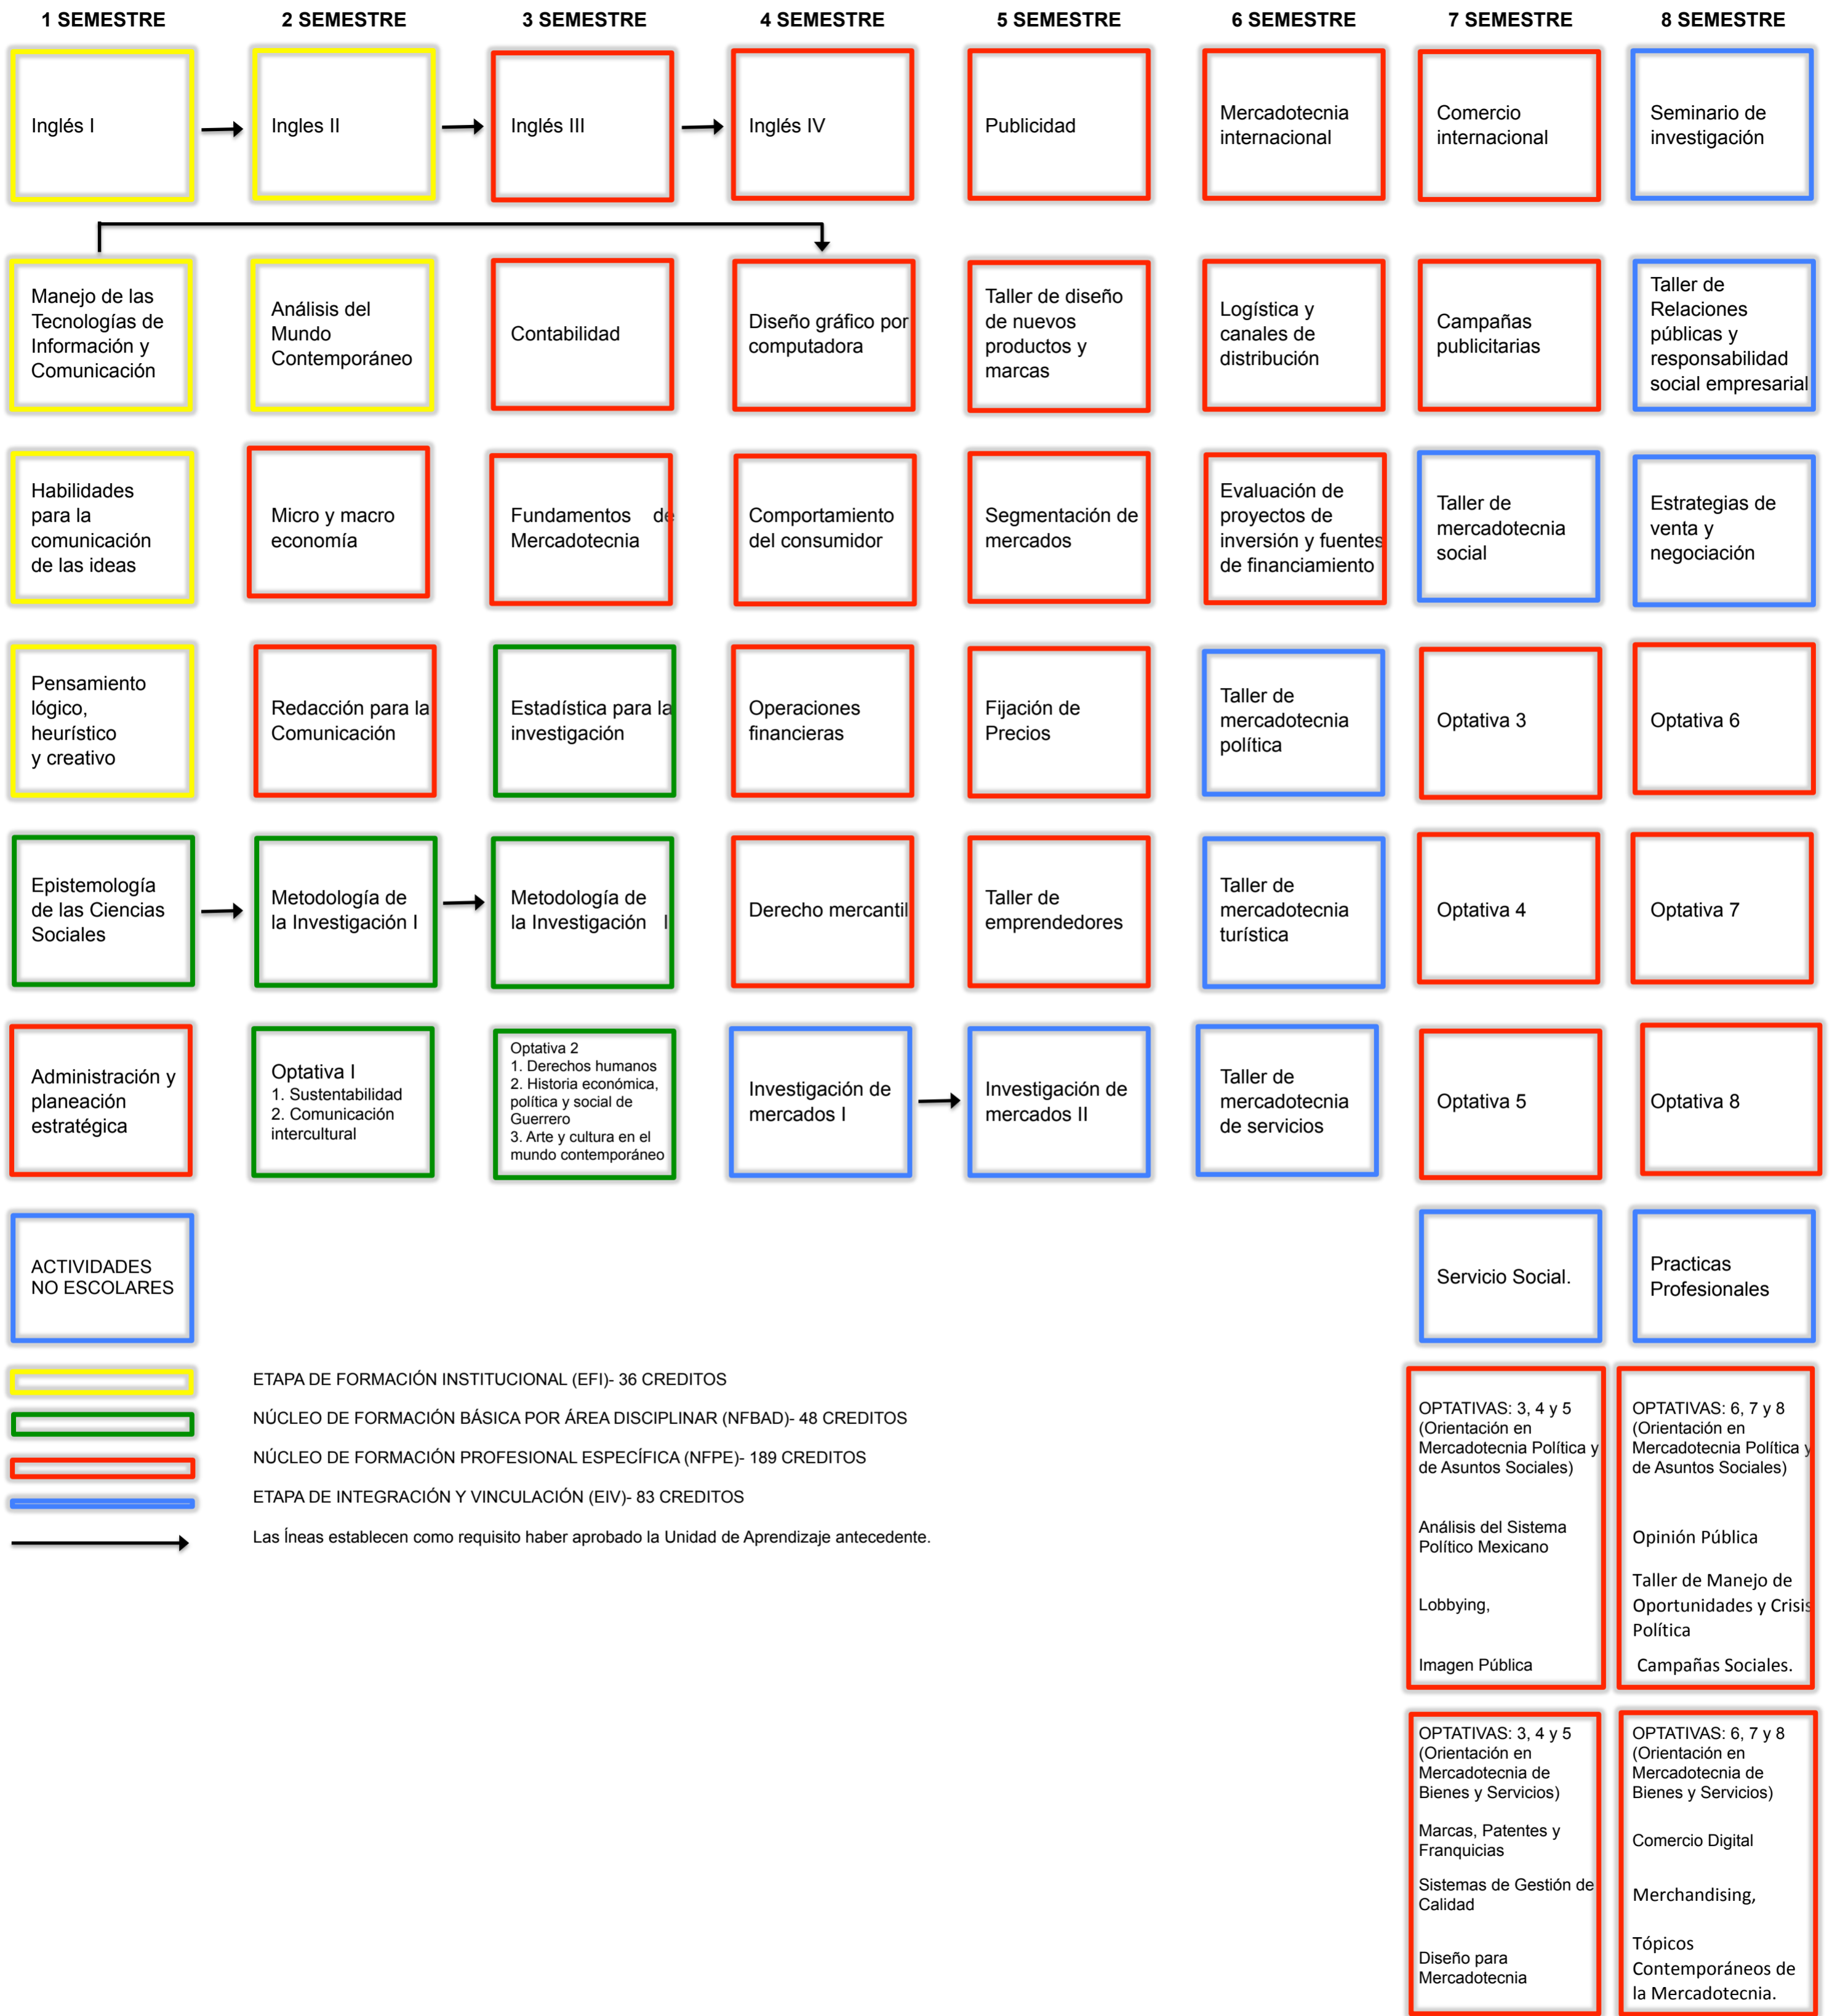 1 SEMESTRE 2 SEMESTRE 3 SEMESTRE 4 SEMESTRE 5 SEMESTRE 6 SEMESTRE 7 SEMESTRE 8 SEMESTRE
Inglés I
Ingles II
Inglés III
Inglés IV
Publicidad
Mercadotecnia
internacional
Comercio
internacional
Seminario de
investigación
Manejo de las
Tecnologías de
Información y
Comunicación
Análisis del
Mundo
Contemporáneo
Contabilidad
Diseño gráfico por
computadora
Taller de diseño
de nuevos
productos y
marcas
Logística y
canales de
distribución
Campañas
publicitarias
Taller de
Relaciones
públicas y
responsabilidad
social empresarial
Habilidades
para la
comunicación
de las ideas
Micro y macro
economía
Fundamentos de
Mercadotecnia
Comportamiento
del consumidor
Segmentación de
mercados
Evaluación de
proyectos de
inversión y fuentes
de financiamiento
Taller de
mercadotecnia
social
Estrategias de
venta y
negociación
Pensamiento
lógico,
heurístico
y creativo
Redacción para la
Comunicación
Estadística para la
investigación
Operaciones
financieras
Fijación de
Precios
Taller de
mercadotecnia
política
Optativa 3
Optativa 6
Epistemología
de las Ciencias
Sociales
Metodología de
la Investigación I
Metodología de
la Investigación I
Derecho mercantil
Taller de
emprendedores
Taller de
mercadotecnia
turística
Optativa 4
Optativa 7
Administración y
planeación
estratégica
Optativa I
1. Sustentabilidad
2. Comunicación
intercultural
Optativa 2
1. Derechos humanos
2. Historia económica,
política y social de
Guerrero
3. Arte y cultura en el
mundo contemporáneo
Investigación de
mercados I
Investigación de
mercados II
Taller de
mercadotecnia
de servicios
Optativa 5
Optativa 8
ACTIVIDADES
NO ESCOLARES
Servicio Social.
Practicas
Profesionales
ETAPA DE FORMACIÓN INSTITUCIONAL (EFI)- 36 CREDITOS
NÚCLEO DE FORMACIÓN BÁSICA POR ÁREA DISCIPLINAR (NFBAD)- 48 CREDITOS
NÚCLEO DE FORMACIÓN PROFESIONAL ESPECÍFICA (NFPE)- 189 CREDITOS
ETAPA DE INTEGRACIÓN Y VINCULACIÓN (EIV)- 83 CREDITOS
Las Íneas establecen como requisito haber aprobado la Unidad de Aprendizaje antecedente.
OPTATIVAS: 3, 4 y 5
(Orientación en
Mercadotecnia Política y
de Asuntos Sociales)
Análisis del Sistema
Político Mexicano
Lobbying,
Imagen Pública
OPTATIVAS: 6, 7 y 8
(Orientación en
Mercadotecnia Política y
de Asuntos Sociales)
Opinión Pública
Taller de Manejo de
Oportunidades y Crisis
Política
Campañas Sociales.
OPTATIVAS: 3, 4 y 5
(Orientación en
Mercadotecnia de
Bienes y Servicios)
Marcas, Patentes y
Franquicias
Sistemas de Gestión de
Calidad
Diseño para
Mercadotecnia
OPTATIVAS: 6, 7 y 8
(Orientación en
Mercadotecnia de
Bienes y Servicios)
Comercio Digital
Merchandising,
Tópicos
Contemporáneos de
la Mercadotecnia.